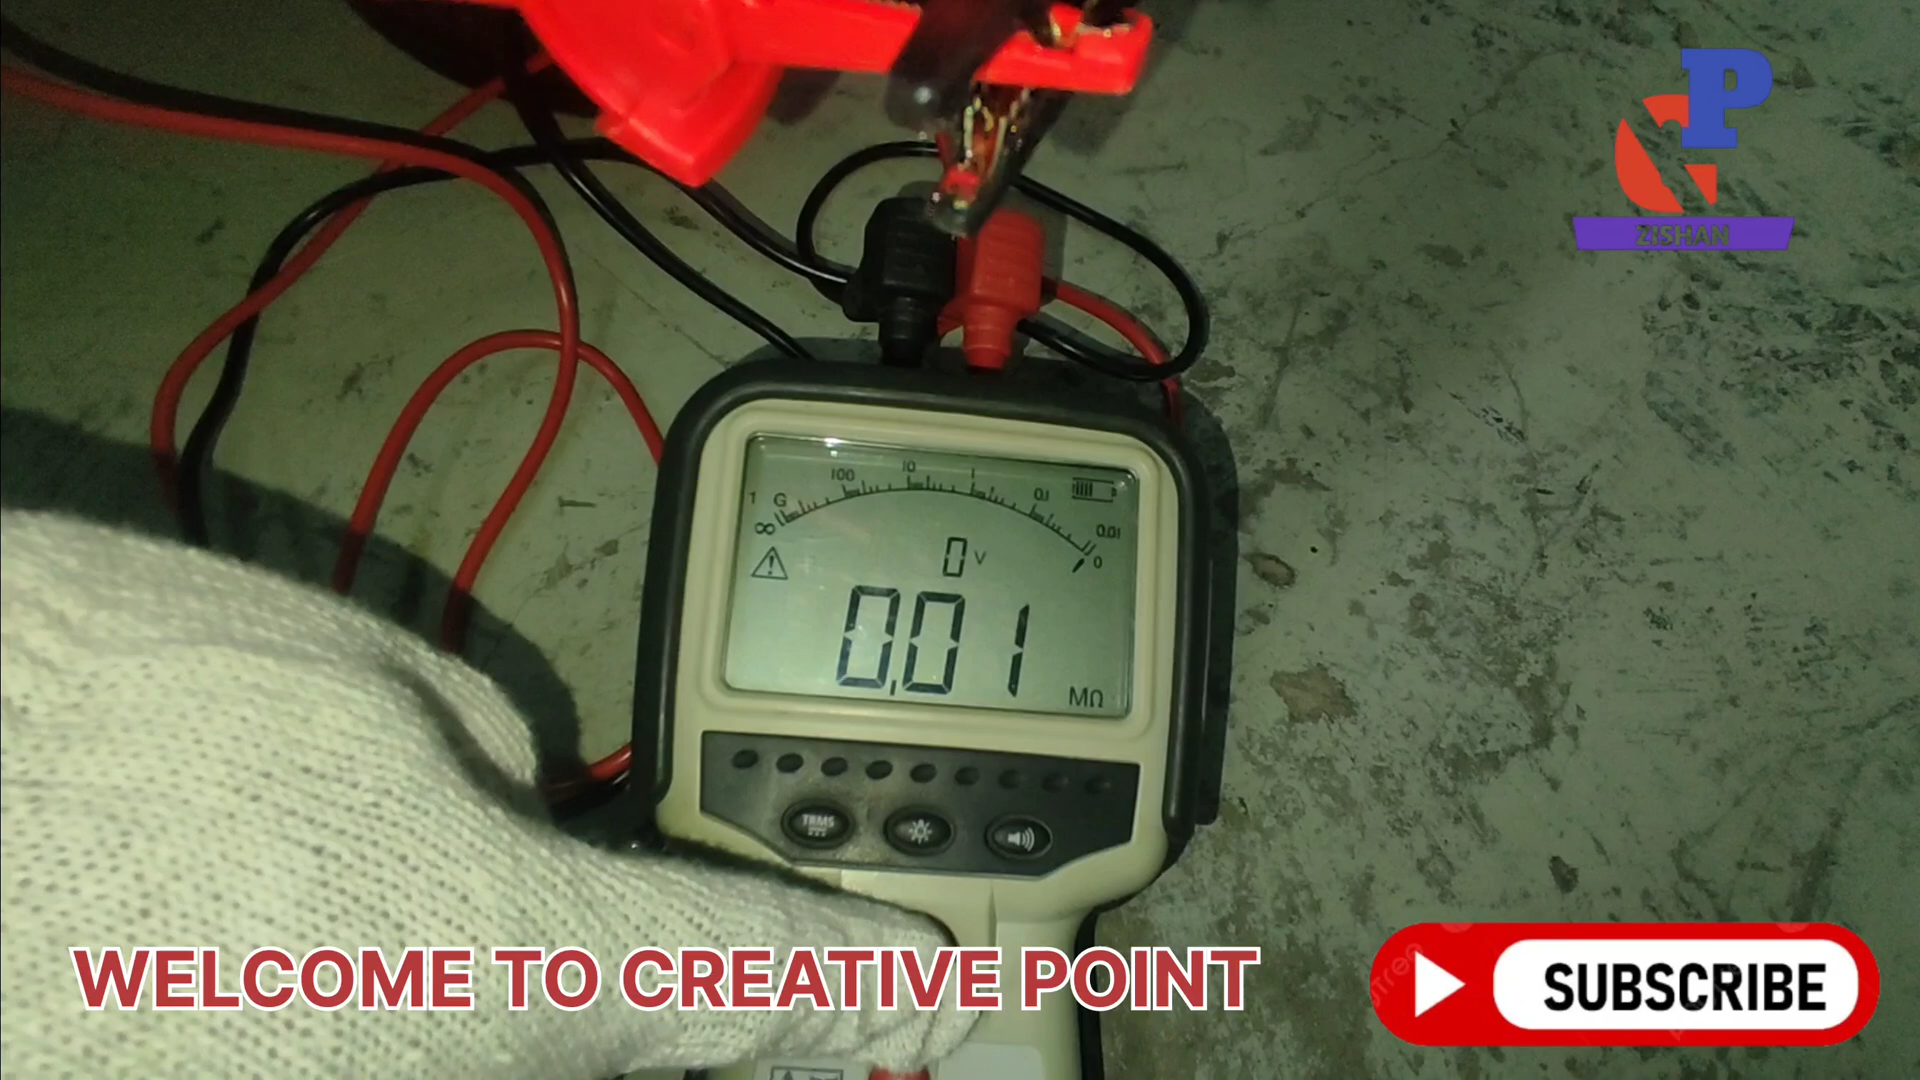 P
ZISHAN
1 G 100 10 1 0.1 0.01
∞ 0
0 V
0.01
MΩ
TRMS
WELCOME TO CREATIVE POINT
SUBSCRIBE